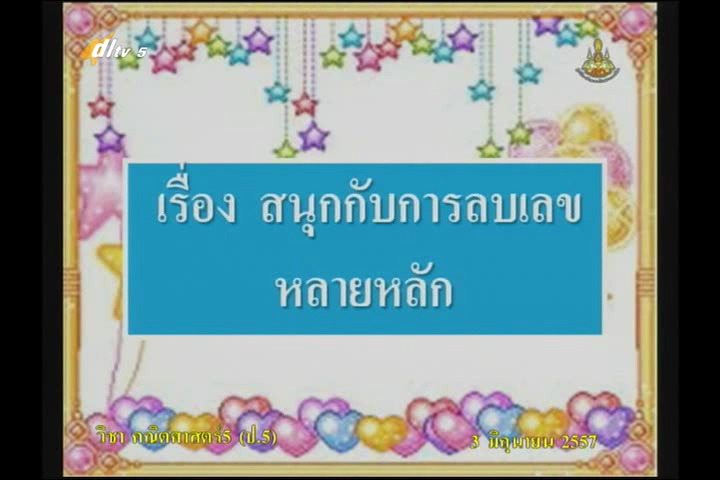 dltv 5
เรื่อง สนุกกับการลบเลข
หลายหลัก
วิชา คณิตศาสตร์5 (ป.5)
3 มิถุนายน 2557